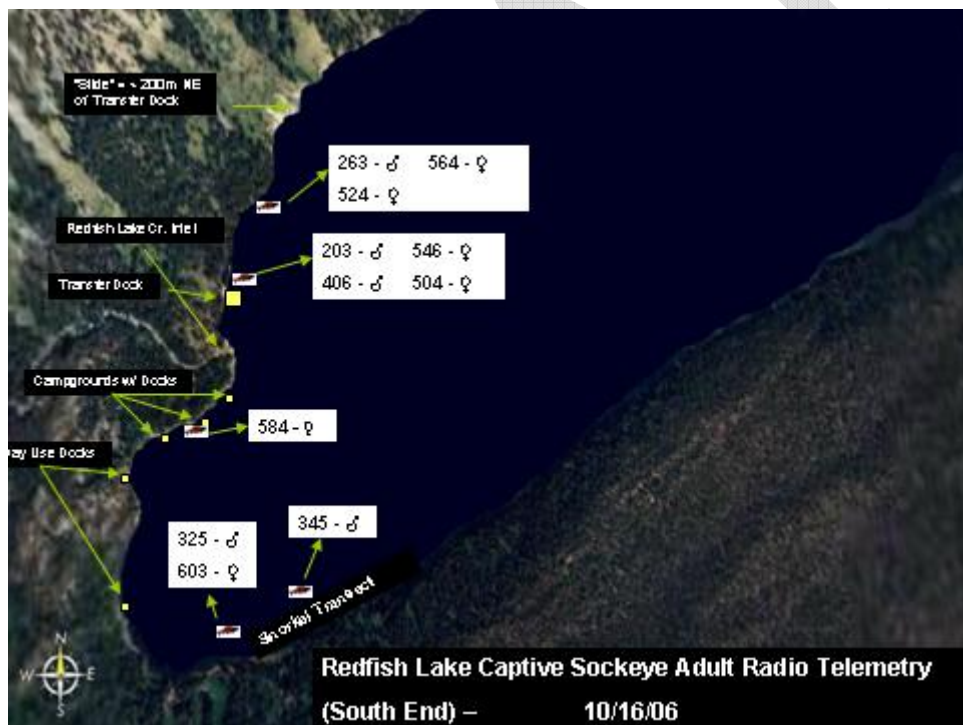 "Slide" = ~ 200m NE
of Transfer Dock
263 - ♂ 564 - ♀
524 - ♀
Redfish Lake Cr. Inlet
203 - ♂ 546 - ♀
406 - ♂ 504 - ♀
Transfer Dock
Campgrounds w/ Docks
584 - ♀
Day Use Docks
345 - ♂
325 - ♂
603 - ♀
Snorkel Transect
N
W E
S
Redfish Lake Captive Sockeye Adult Radio Telemetry
(South End) – 10/16/06